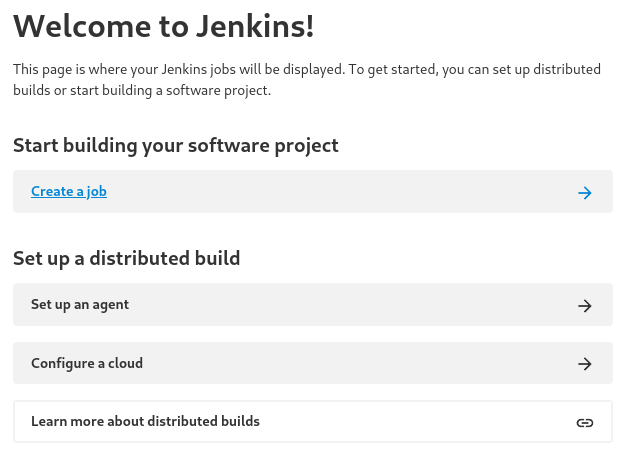 Welcome to Jenkins!
This page is where your Jenkins jobs will be displayed. To get started, you can set up distributed
builds or start building a software project.
Start building your software project
Create a job
Set up a distributed build
Set up an agent
Configure a cloud
Learn more about distributed builds